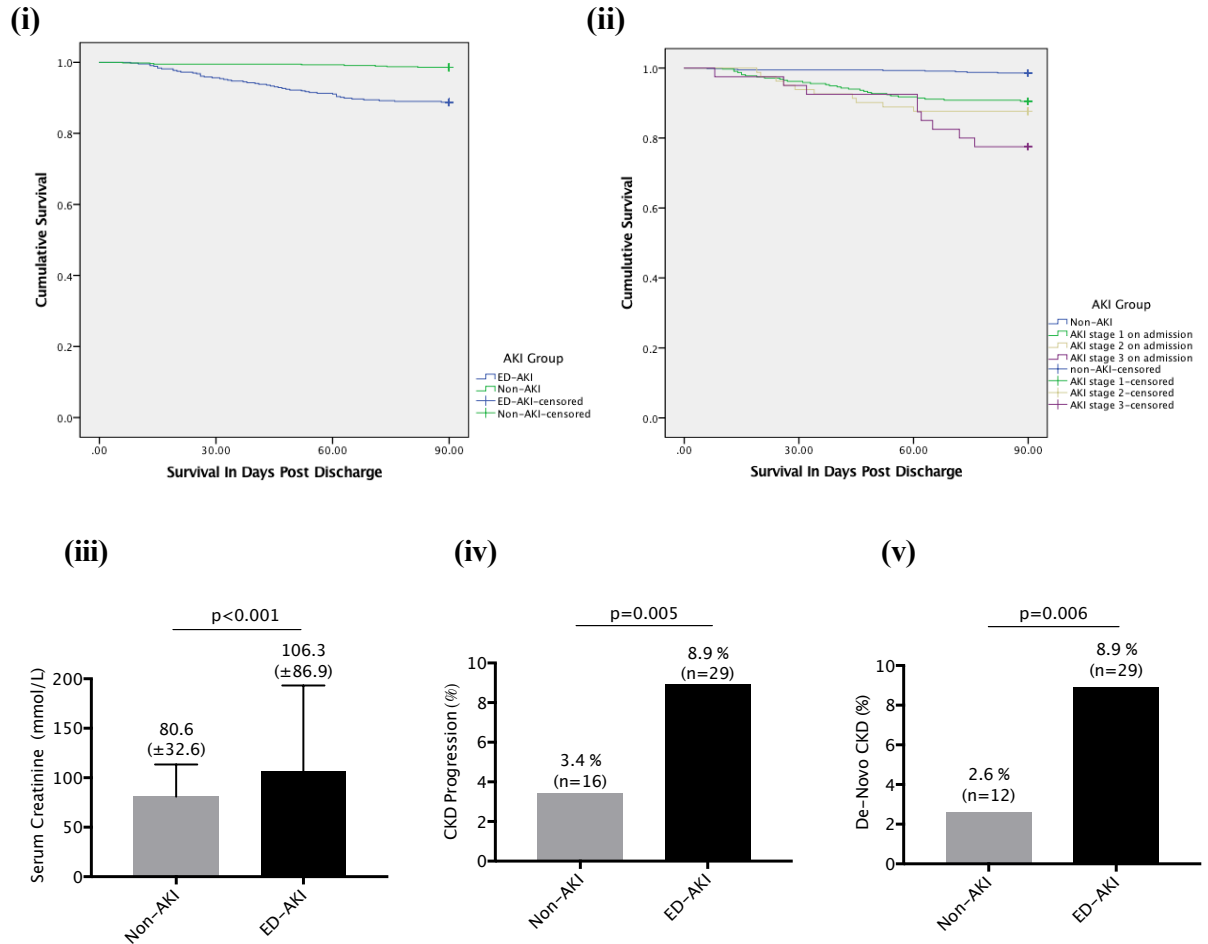 (i)
1.0
0.8
0.6
0.4
0.2
0.0
Cumulative Survival
.00 30.00 60.00 90.00
Survival In Days Post Discharge
AKI Group
ED-AKI
Non-AKI
ED-AKI-censored
Non-AKI-censored
(ii)
1.0
0.8
0.6
0.4
0.2
0.0
Cumulutive Survival
.00 30.00 60.00 90.00
Survival In Days Post Discharge
AKI Group
Non-AKI
AKI stage 1 on admission
AKI stage 2 on admission
AKI stage 3 on admission
non-AKI-censored
AKI stage 1-censored
AKI stage 2-censored
AKI stage 3-censored
(iii)
p<0.001
106.3
(±86.9)
80.6
(±32.6)
200
150
100
50
0
Serum Creatinine (mmol/L)
Non-AKI
ED-AKI
(iv)
p=0.005
8.9 %
(n=29)
3.4 %
(n=16)
10
8
6
4
2
0
CKD Progression (%)
Non-AKI
ED-AKI
(v)
p=0.006
8.9 %
(n=29)
2.6 %
(n=12)
10
8
6
4
2
0
De-Novo CKD (%)
Non-AKI
ED-AKI